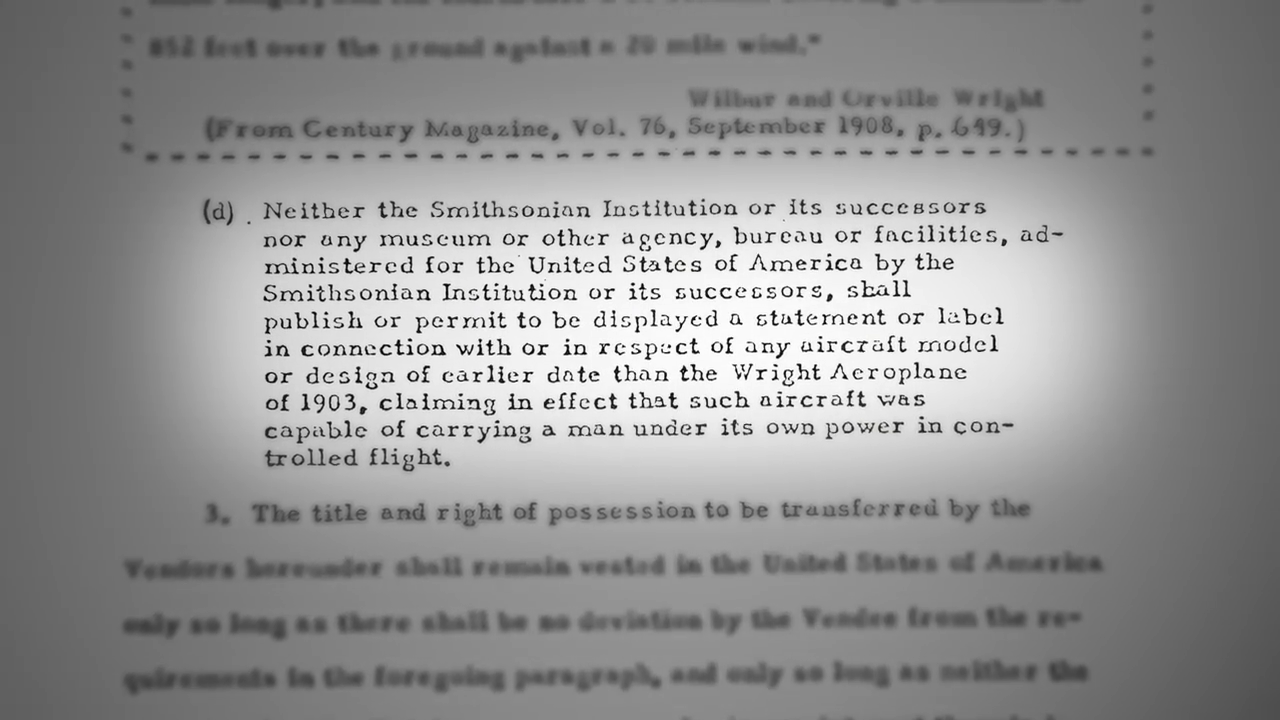 852 feet over the ground against a 20 mile wind."
Wilbur and Orville Wright
(From Century Magazine, Vol. 76, September 1908, p. 649.)
(d) . Neither the Smithsonian Institution or its successors
nor any museum or other agency, bureau or facilities, ad-
ministered for the United States of America by the
Smithsonian Institution or its successors, shall
publish or permit to be displayed a statement or label
in connection with or in respect of any aircraft model
or design of earlier date than the Wright Aeroplane
of 1903, claiming in effect that such aircraft was
capable of carrying a man under its own power in con-
trolled flight.
3. The title and right of possession to be transferred by the
Vendors hereunder shall remain vested in the United States of America
only so long as there shall be no deviation by the Vendee from the re-
quirements in the foregoing paragraph, and only so long as neither the